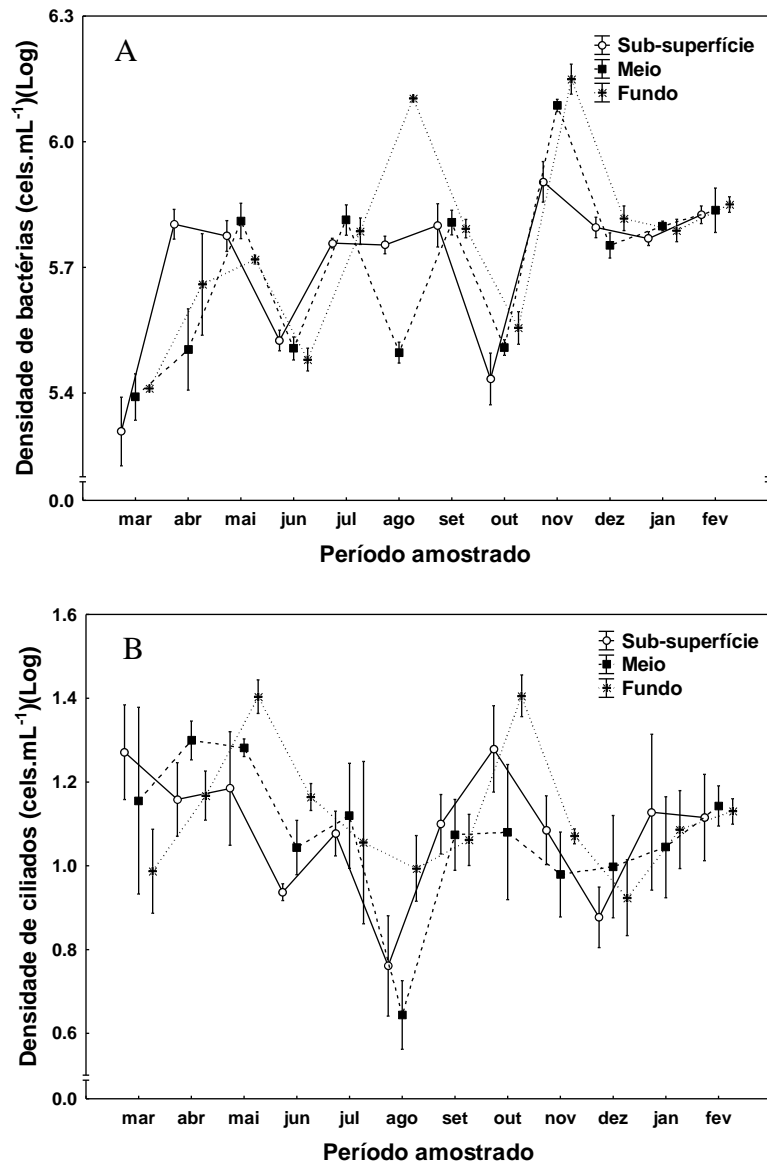 A
Sub-superfície
Meio
Fundo
Densidade de bactérias (cels.mL⁻¹)(Log)
6.3
6.0
5.7
5.4
0.0
mar abr mai jun jul ago set out nov dez jan fev
Período amostrado
B
Sub-superfície
Meio
Fundo
Densidade de ciliados (cels.mL⁻¹)(Log)
1.6
1.4
1.2
1.0
0.8
0.6
0.0
mar abr mai jun jul ago set out nov dez jan fev
Período amostrado